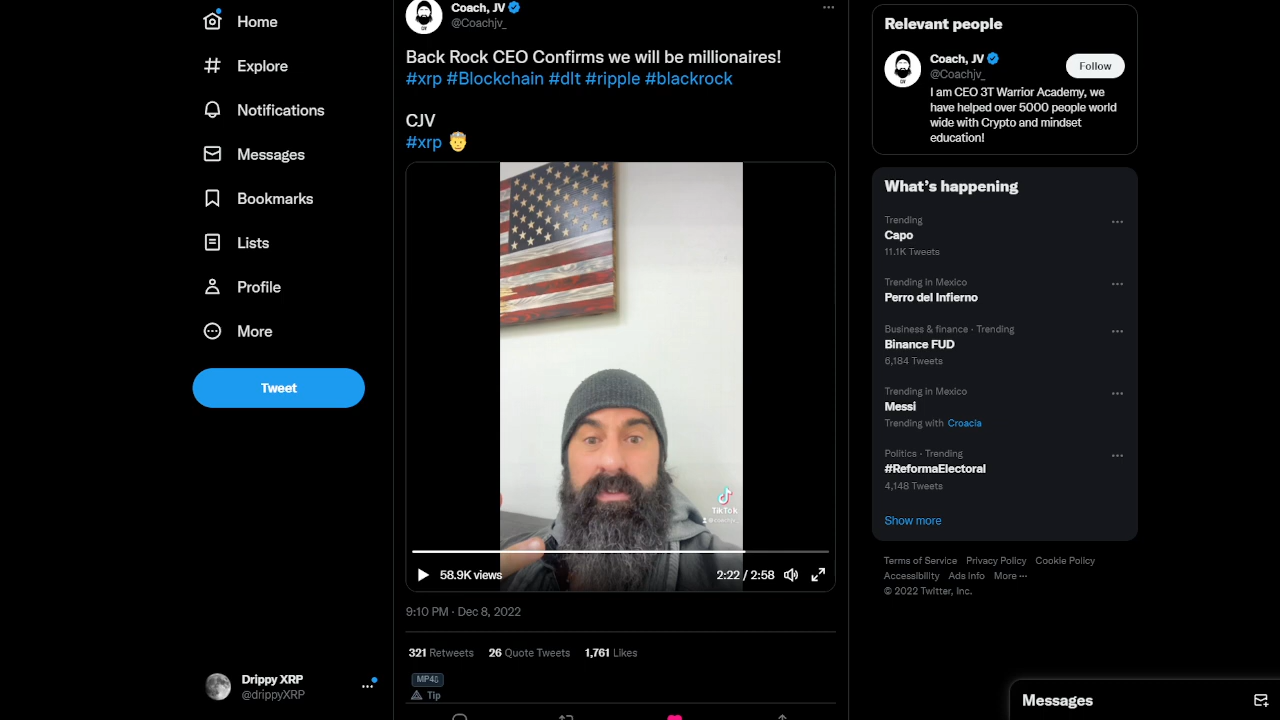 Home
Explore
Notifications
Messages
Bookmarks
Lists
Profile
More
Tweet
Drippy XRP
@drippyXRP
Coach, JV
@Coachjv_
Back Rock CEO Confirms we will be millionaires!
#xrp #Blockchain #dlt #ripple #blackrock
CJV
#xrp
TikTok
58.9K views
2:22 / 2:58
9:10 PM · Dec 8, 2022
321 Retweets 26 Quote Tweets 1,761 Likes
Tip
Relevant people
Coach, JV
@Coachjv_
Follow
I am CEO 3T Warrior Academy, we
have helped over 5000 people world
wide with Crypto and mindset
education!
What's happening
Trending
Capo
11.1K Tweets
Trending in Mexico
Perro del Infierno
Business & finance · Trending
Binance FUD
6,184 Tweets
Trending in Mexico
Messi
Trending with Croacia
Politics · Trending
#ReformaElectoral
4,148 Tweets
Show more
Terms of Service Privacy Policy Cookie Policy
Accessibility Ads Info More ···
© 2022 Twitter, Inc.
Messages